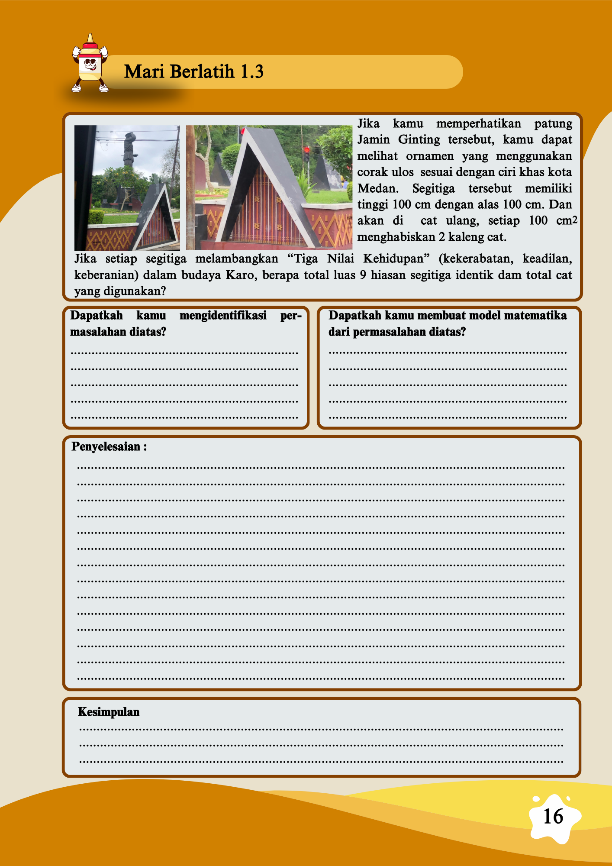 Mari Berlatih 1.3
Jika kamu memperhatikan patung
Jamin Ginting tersebut, kamu dapat
melihat ornamen yang menggunakan
corak ulos sesuai dengan ciri khas kota
Medan. Segitiga tersebut memiliki
tinggi 100 cm dengan alas 100 cm. Dan
akan di cat ulang, setiap 100 cm2
menghabiskan 2 kaleng cat.
Jika setiap segitiga melambangkan “Tiga Nilai Kehidupan” (kekerabatan, keadilan,
keberanian) dalam budaya Karo, berapa total luas 9 hiasan segitiga identik dam total cat
yang digunakan?
Dapatkah kamu mengidentifikasi per-
masalahan diatas?
Dapatkah kamu membuat model matematika
dari permasalahan diatas?
Penyelesaian :
Kesimpulan
16